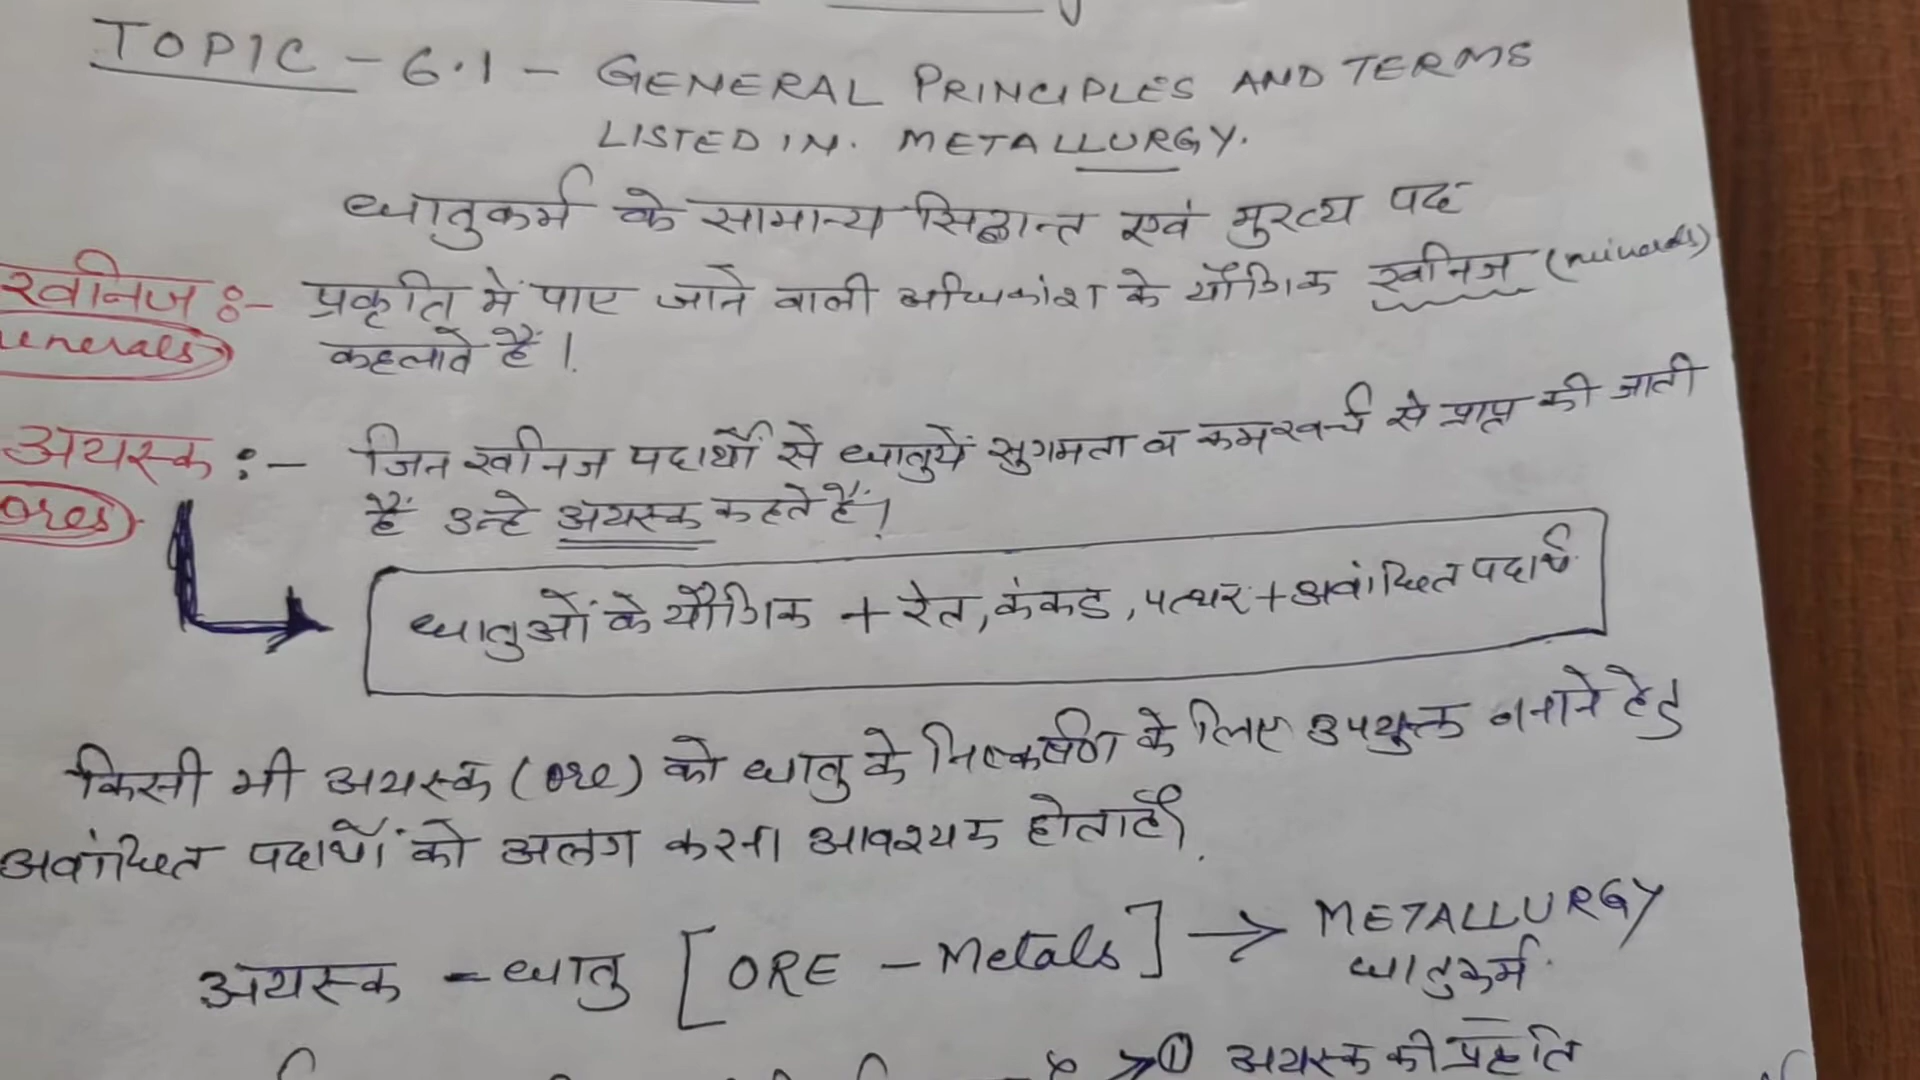 TOPIC - 6.1 - GENERAL PRINCIPLES AND TERMS
LISTED IN. METALLURGY.
धातुकर्म के सामान्य सिद्धान्त एवं मुख्य पद
खनिज :- प्रकृति में पाए जाने वाली अधिकांश के यौगिक खनिज (minerals)
minerals कहलाते हैं।
अयस्क :- जिन खनिज पदार्थों से धातुयें सुगमता व कम खर्च से प्राप्त की जाती
ores हैं उन्हे अयस्क कहते हैं।
धातुओं के यौगिक + रेत, कंकड, पत्थर + अवांछित पदार्थ
किसी भी अयस्क (ore) को धातु के निष्कर्षण के लिए उपयुक्त बनाने हेतु
अवांछित पदार्थों को अलग करना आवश्यक होता है।
अयस्क - धातु [ORE - Metals] → METALLURGY
धातुकर्म
→ ① अयस्क की प्रकृति